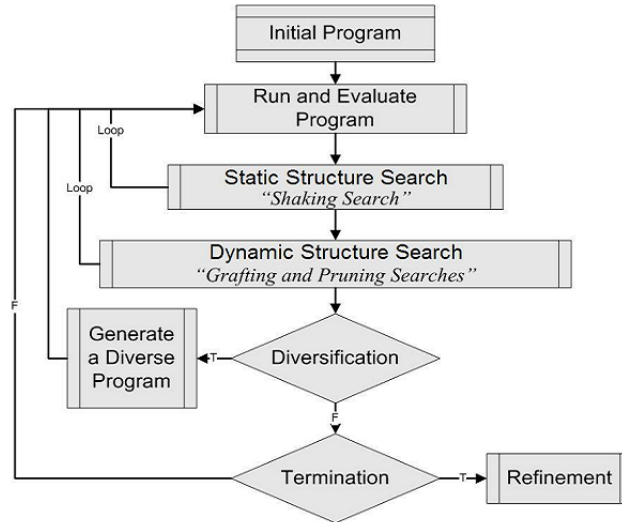 Initial Program
Run and Evaluate
Program
Loop
Static Structure Search
“Shaking Search”
Loop
Dynamic Structure Search
“Grafting and Pruning Searches”
F
Generate
a Diverse
Program
T
Diversification
F
Termination
T
Refinement